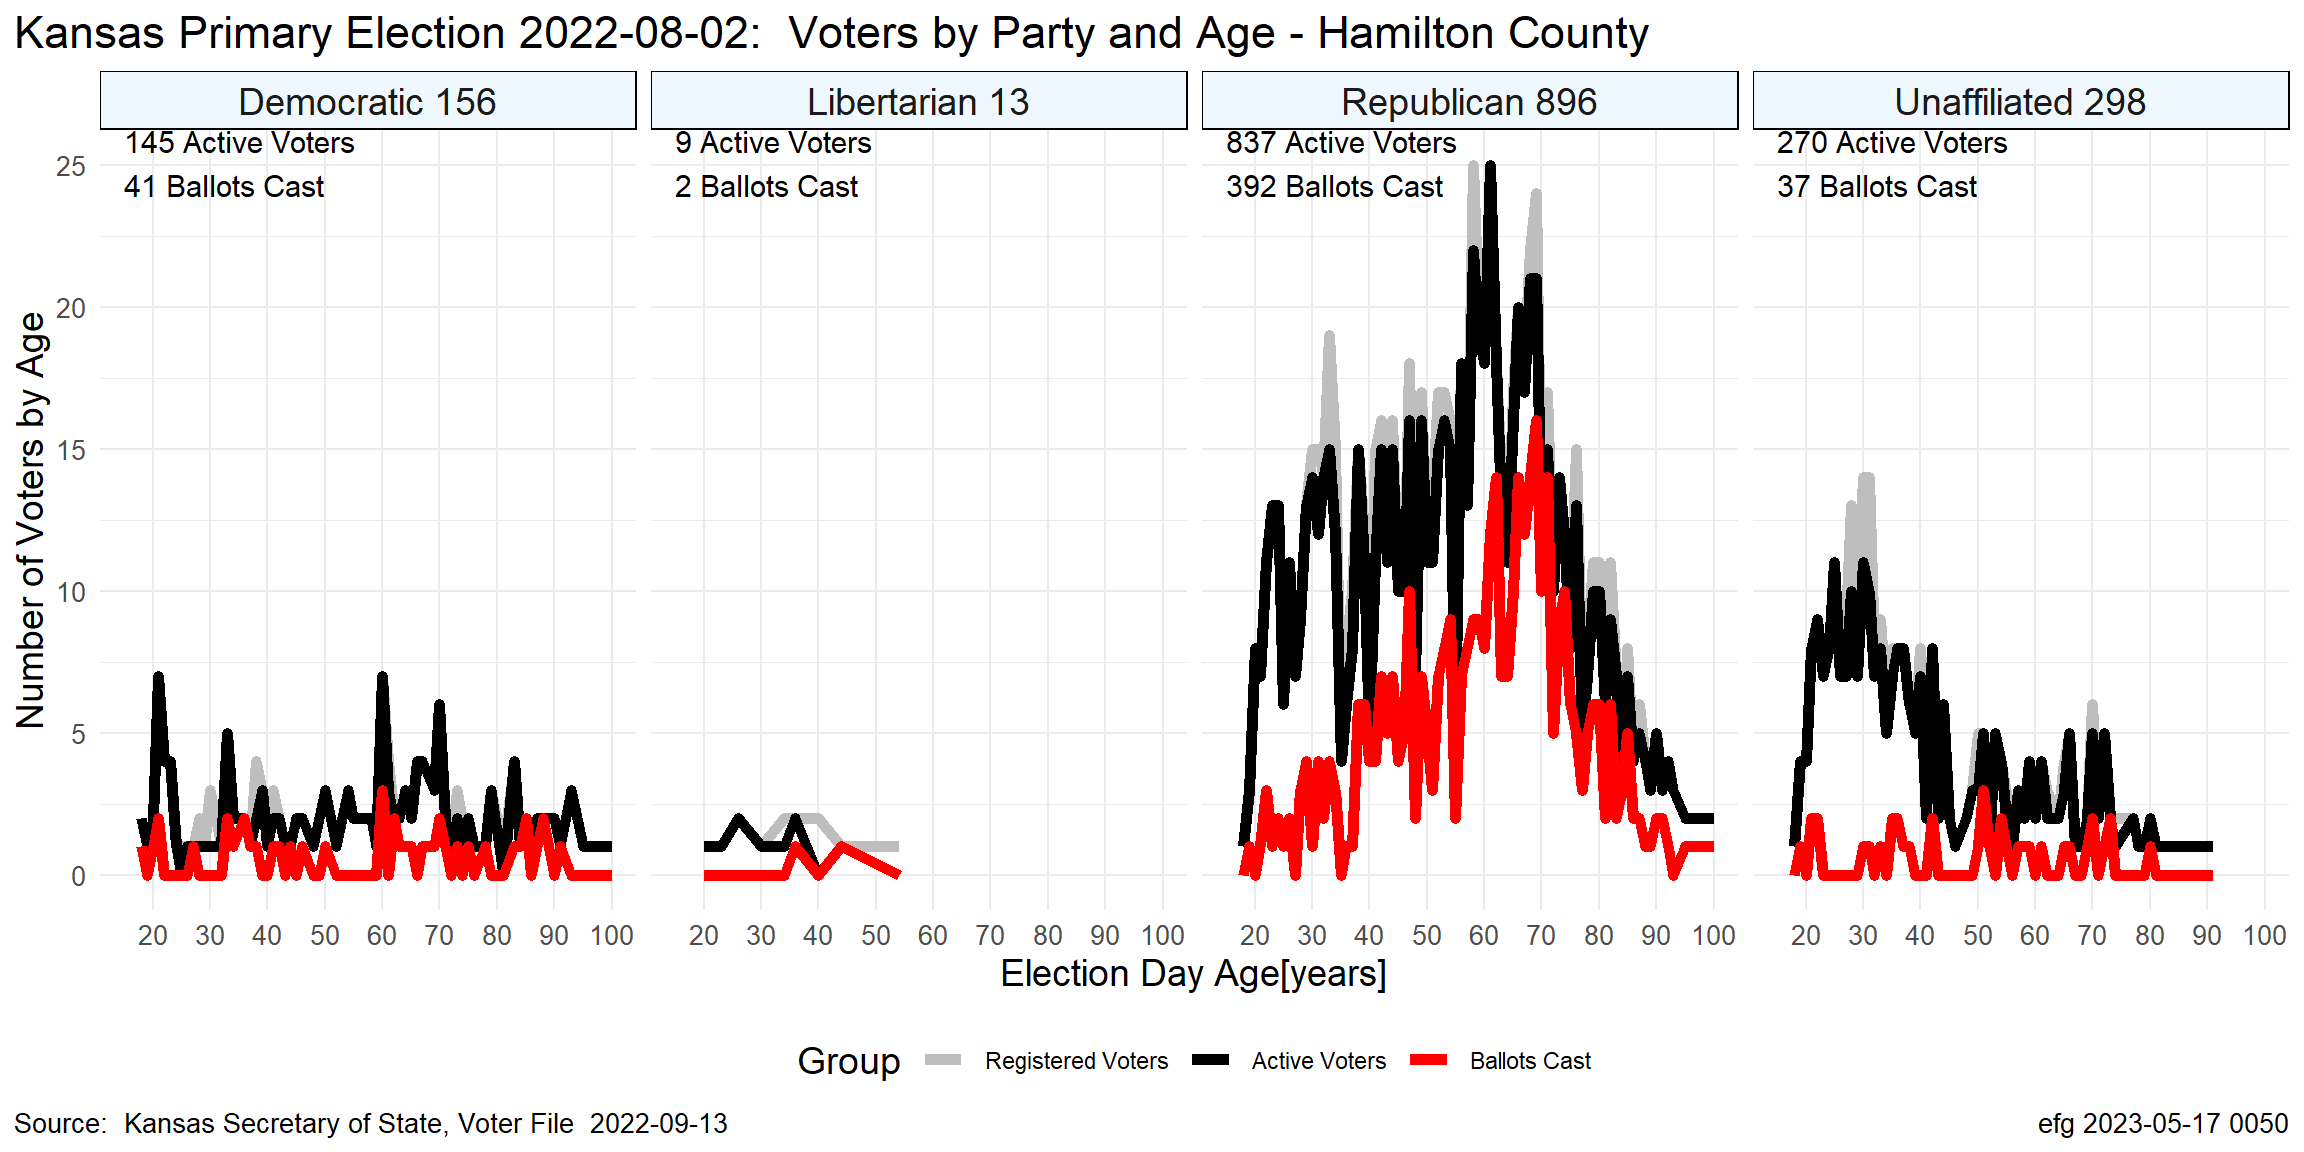 Kansas Primary Election 2022-08-02:  Voters by Party and Age - Hamilton County
Democratic 156
Libertarian 13
Republican 896
Unaffiliated 298
145 Active Voters
41 Ballots Cast
9 Active Voters
2 Ballots Cast
837 Active Voters
392 Ballots Cast
270 Active Voters
37 Ballots Cast
Number of Voters by Age
25
20
15
10
5
0
20 30 40 50 60 70 80 90 100
20 30 40 50 60 70 80 90 100
20 30 40 50 60 70 80 90 100
20 30 40 50 60 70 80 90 100
Election Day Age[years]
Group Registered Voters Active Voters Ballots Cast
Source:  Kansas Secretary of State, Voter File  2022-09-13
efg 2023-05-17 0050